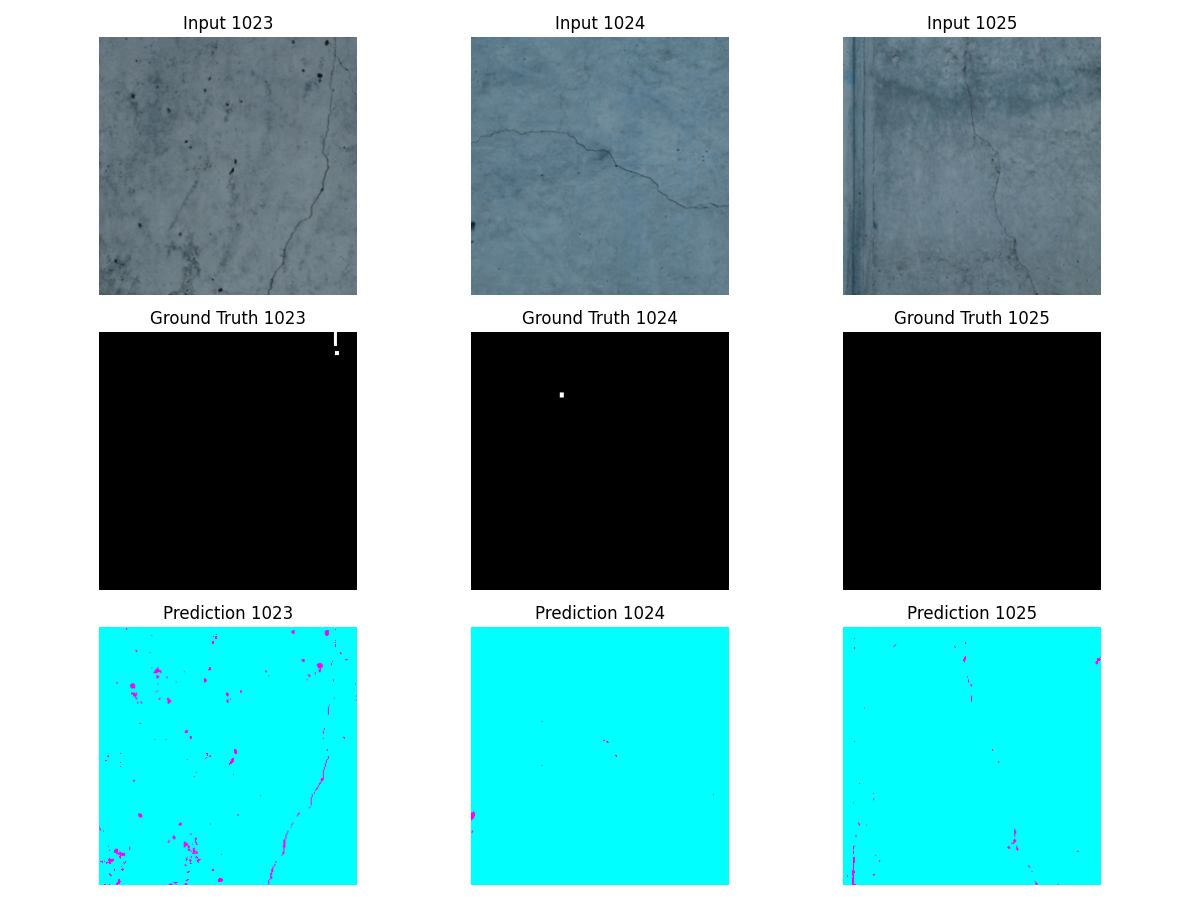 Input 1023
Input 1024
Input 1025
Ground Truth 1023
Ground Truth 1024
Ground Truth 1025
Prediction 1023
Prediction 1024
Prediction 1025